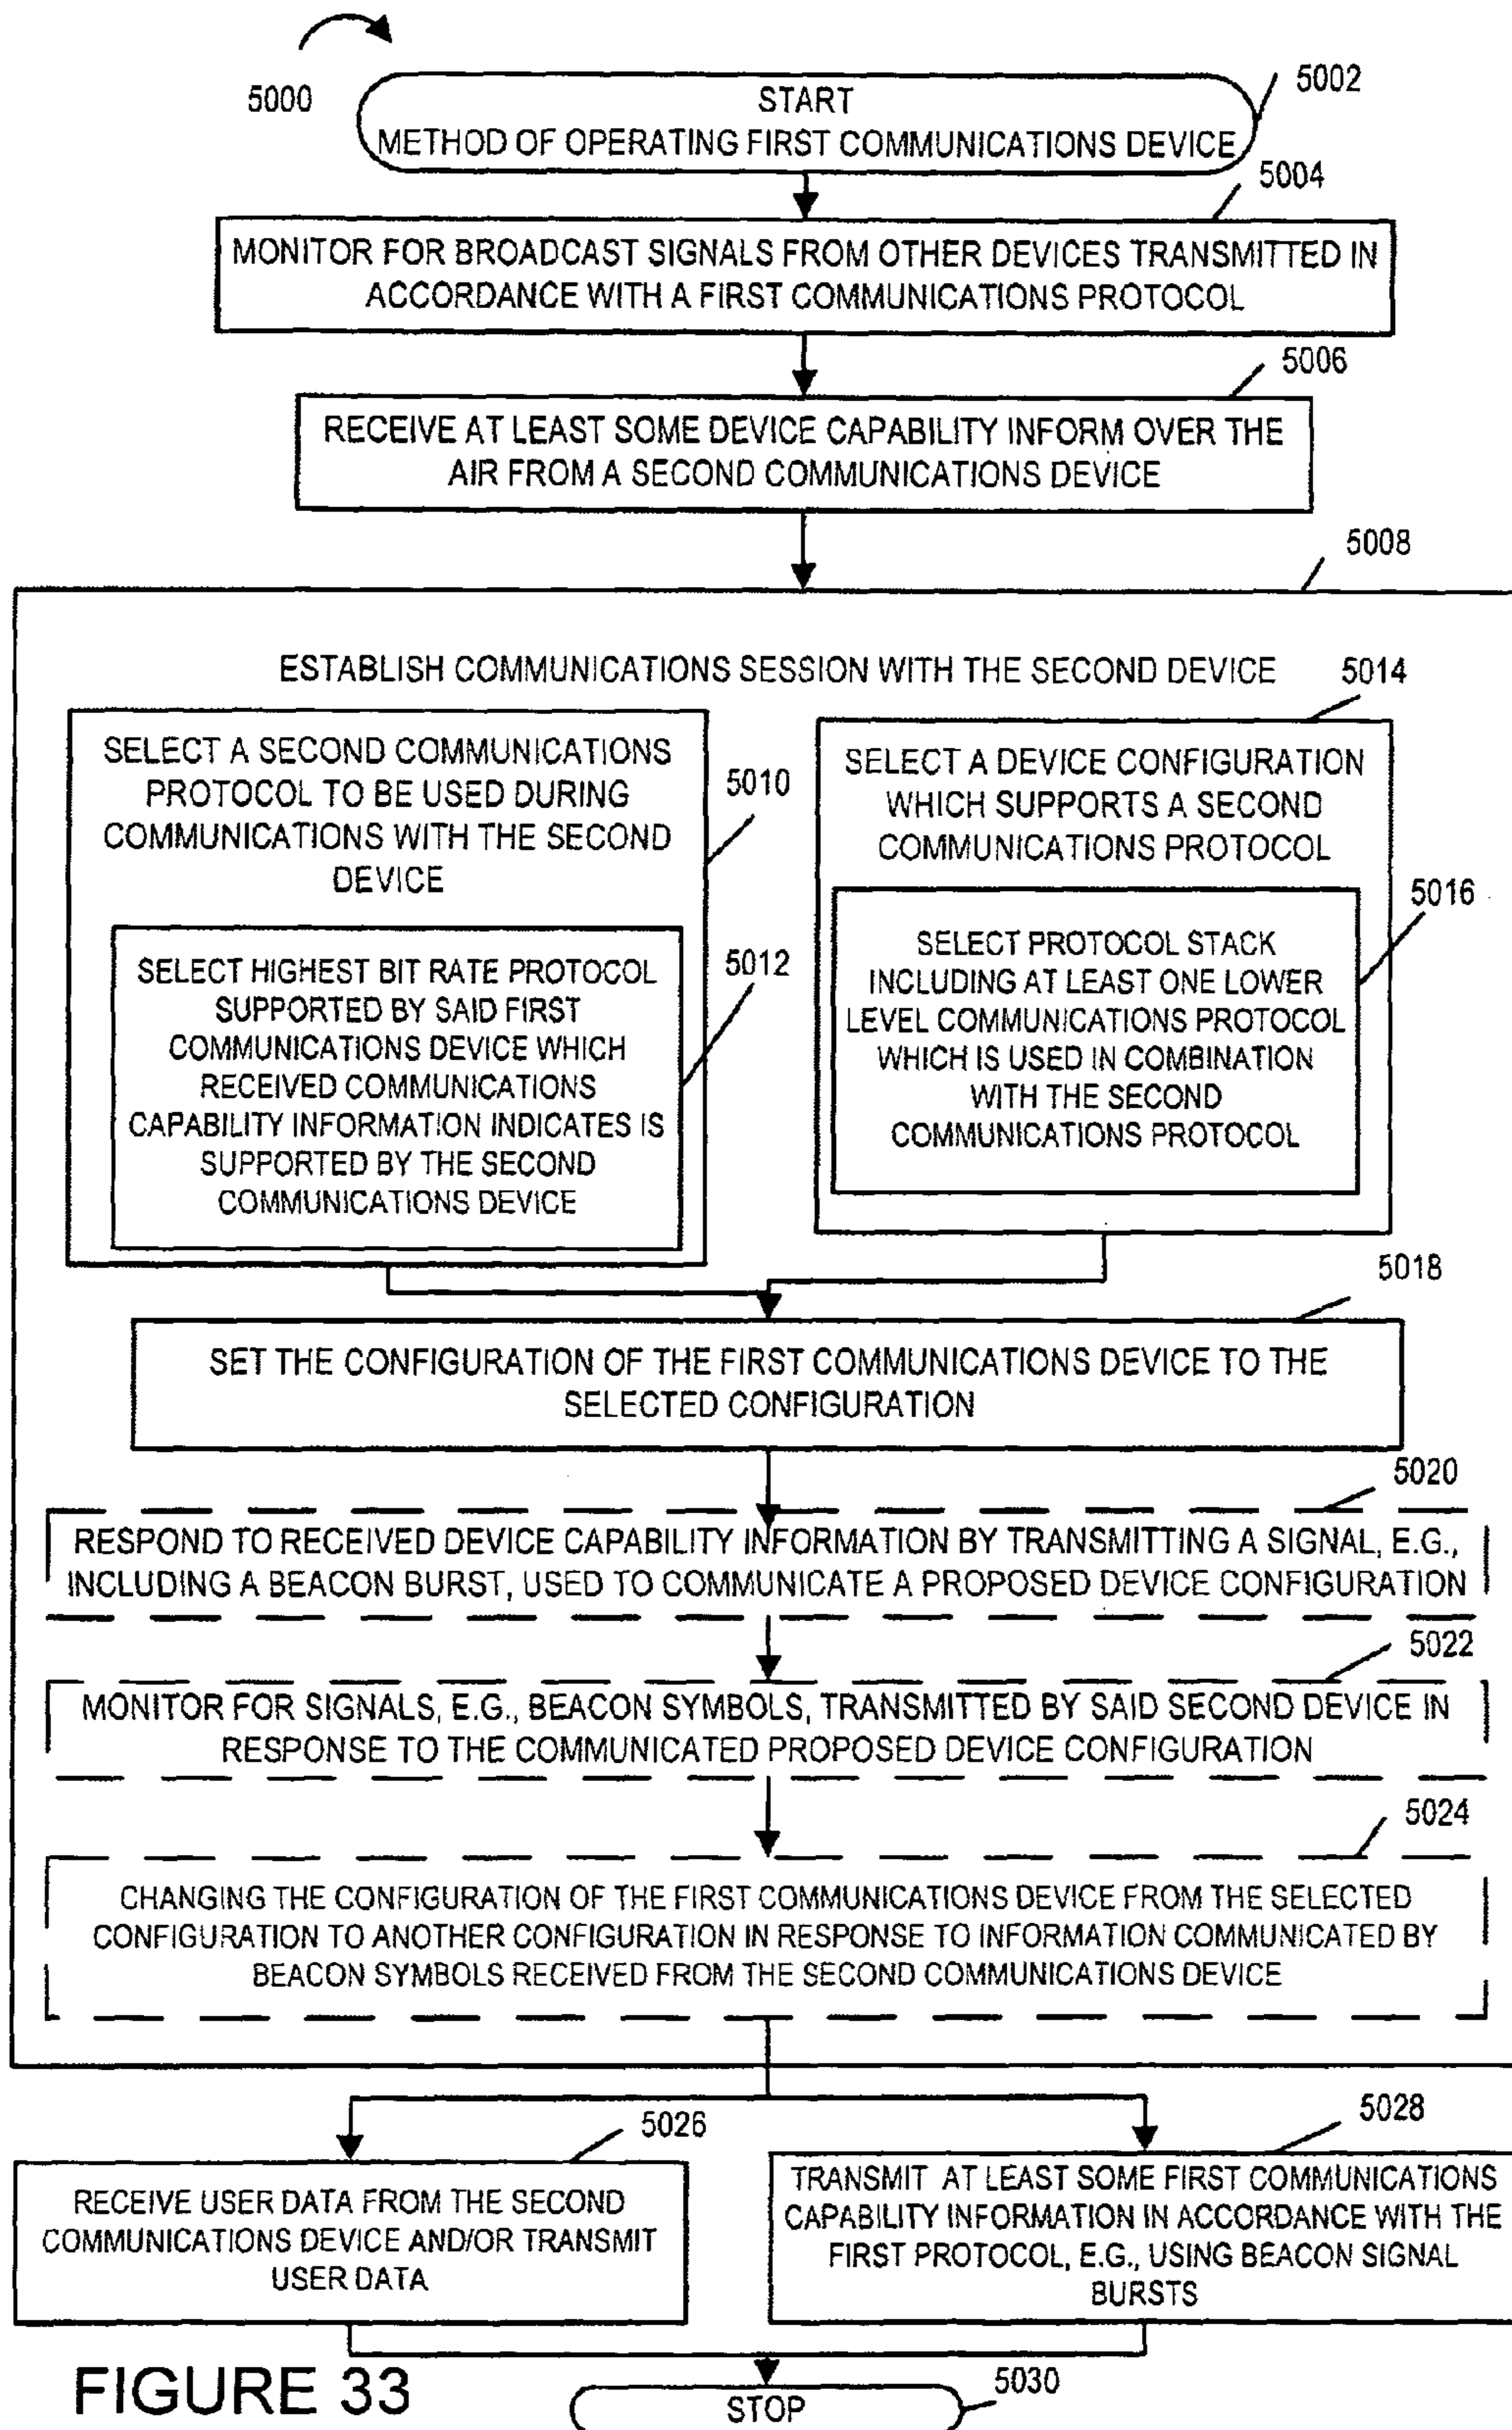 5000
START
METHOD OF OPERATING FIRST COMMUNICATIONS DEVICE
5002
5004
MONITOR FOR BROADCAST SIGNALS FROM OTHER DEVICES TRANSMITTED IN
ACCORDANCE WITH A FIRST COMMUNICATIONS PROTOCOL
5006
RECEIVE AT LEAST SOME DEVICE CAPABILITY INFORM OVER THE
AIR FROM A SECOND COMMUNICATIONS DEVICE
5008
ESTABLISH COMMUNICATIONS SESSION WITH THE SECOND DEVICE
SELECT A SECOND COMMUNICATIONS
PROTOCOL TO BE USED DURING
COMMUNICATIONS WITH THE SECOND
DEVICE
5010
SELECT HIGHEST BIT RATE PROTOCOL
SUPPORTED BY SAID FIRST
COMMUNICATIONS DEVICE WHICH
RECEIVED COMMUNICATIONS
CAPABILITY INFORMATION INDICATES IS
SUPPORTED BY THE SECOND
COMMUNICATIONS DEVICE
5012
5014
SELECT A DEVICE CONFIGURATION
WHICH SUPPORTS A SECOND
COMMUNICATIONS PROTOCOL
5016
SELECT PROTOCOL STACK
INCLUDING AT LEAST ONE LOWER
LEVEL COMMUNICATIONS PROTOCOL
WHICH IS USED IN COMBINATION
WITH THE SECOND
COMMUNICATIONS PROTOCOL
5018
SET THE CONFIGURATION OF THE FIRST COMMUNICATIONS DEVICE TO THE
SELECTED CONFIGURATION
5020
RESPOND TO RECEIVED DEVICE CAPABILITY INFORMATION BY TRANSMITTING A SIGNAL, E.G.,
INCLUDING A BEACON BURST, USED TO COMMUNICATE A PROPOSED DEVICE CONFIGURATION
5022
MONITOR FOR SIGNALS, E.G., BEACON SYMBOLS, TRANSMITTED BY SAID SECOND DEVICE IN
RESPONSE TO THE COMMUNICATED PROPOSED DEVICE CONFIGURATION
5024
CHANGING THE CONFIGURATION OF THE FIRST COMMUNICATIONS DEVICE FROM THE SELECTED
CONFIGURATION TO ANOTHER CONFIGURATION IN RESPONSE TO INFORMATION COMMUNICATED BY
BEACON SYMBOLS RECEIVED FROM THE SECOND COMMUNICATIONS DEVICE
5026
RECEIVE USER DATA FROM THE SECOND
COMMUNICATIONS DEVICE AND/OR TRANSMIT
USER DATA
5028
TRANSMIT AT LEAST SOME FIRST COMMUNICATIONS
CAPABILITY INFORMATION IN ACCORDANCE WITH THE
FIRST PROTOCOL, E.G., USING BEACON SIGNAL
BURSTS
FIGURE 33
STOP
5030